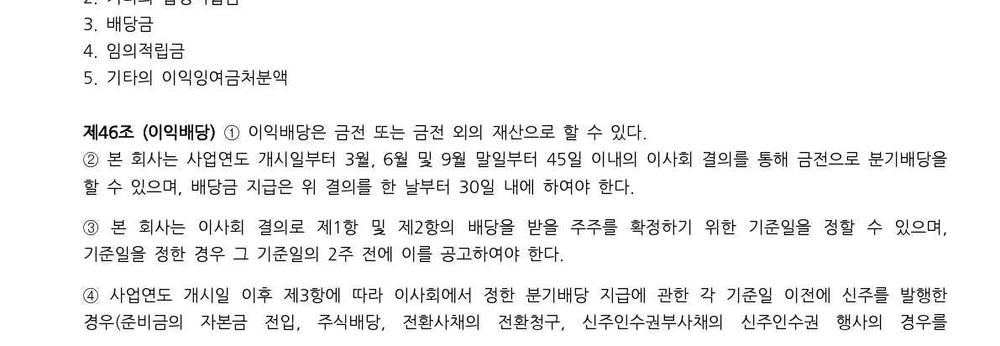 3. 배당금
4. 임의적립금
5. 기타의 이익잉여금처분액
제46조 (이익배당) ① 이익배당은 금전 또는 금전 외의 재산으로 할 수 있다.
② 본 회사는 사업연도 개시일부터 3월, 6월 및 9월 말일부터 45일 이내의 이사회 결의를 통해 금전으로 분기배당을
할 수 있으며, 배당금 지급은 위 결의를 한 날부터 30일 내에 하여야 한다.
③ 본 회사는 이사회 결의로 제1항 및 제2항의 배당을 받을 주주를 확정하기 위한 기준일을 정할 수 있으며,
기준일을 정한 경우 그 기준일의 2주 전에 이를 공고하여야 한다.
④ 사업연도 개시일 이후 제3항에 따라 이사회에서 정한 분기배당 지급에 관한 각 기준일 이전에 신주를 발행한
경우(준비금의 자본금 전입, 주식배당, 전환사채의 전환청구, 신주인수권부사채의 신주인수권 행사의 경우를